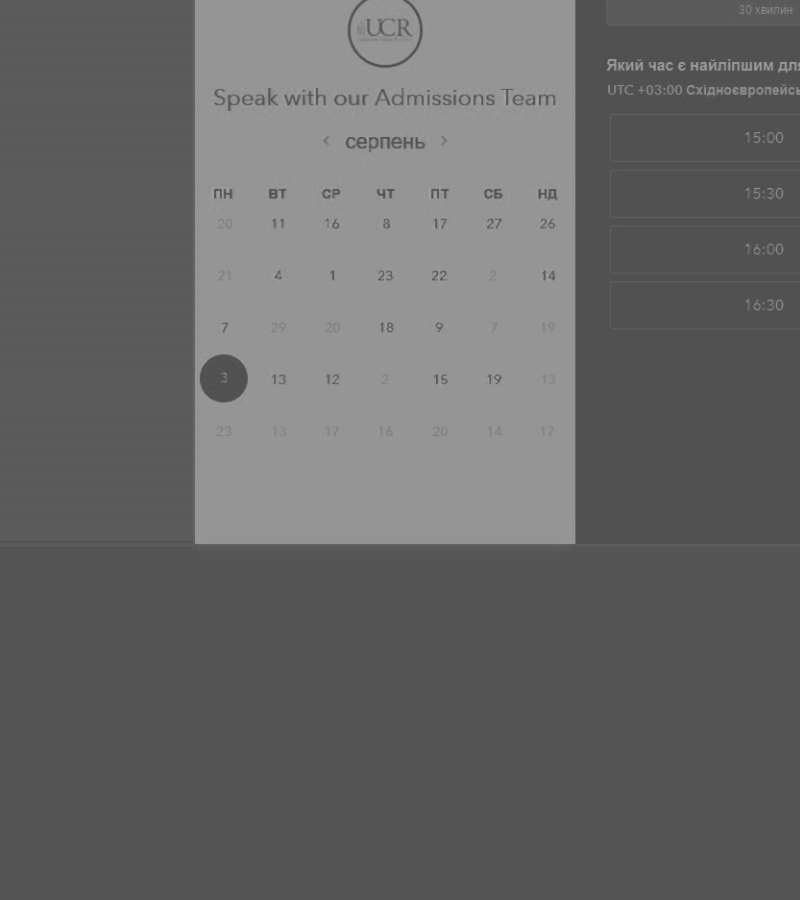 UCR
Speak with our Admissions Team
< серпень >
ПН ВТ СР ЧТ ПТ СБ НД
20 11 16 8 17 27 26
21 4 1 23 22 2 14
7 29 20 18 9 7 19
3 13 12 2 15 19 13
23 13 17 16 20 14 17
30 хвилин
Який час є найліпшим дл
UTC +03:00 Східноєвропейс
15:00
15:30
16:00
16:30